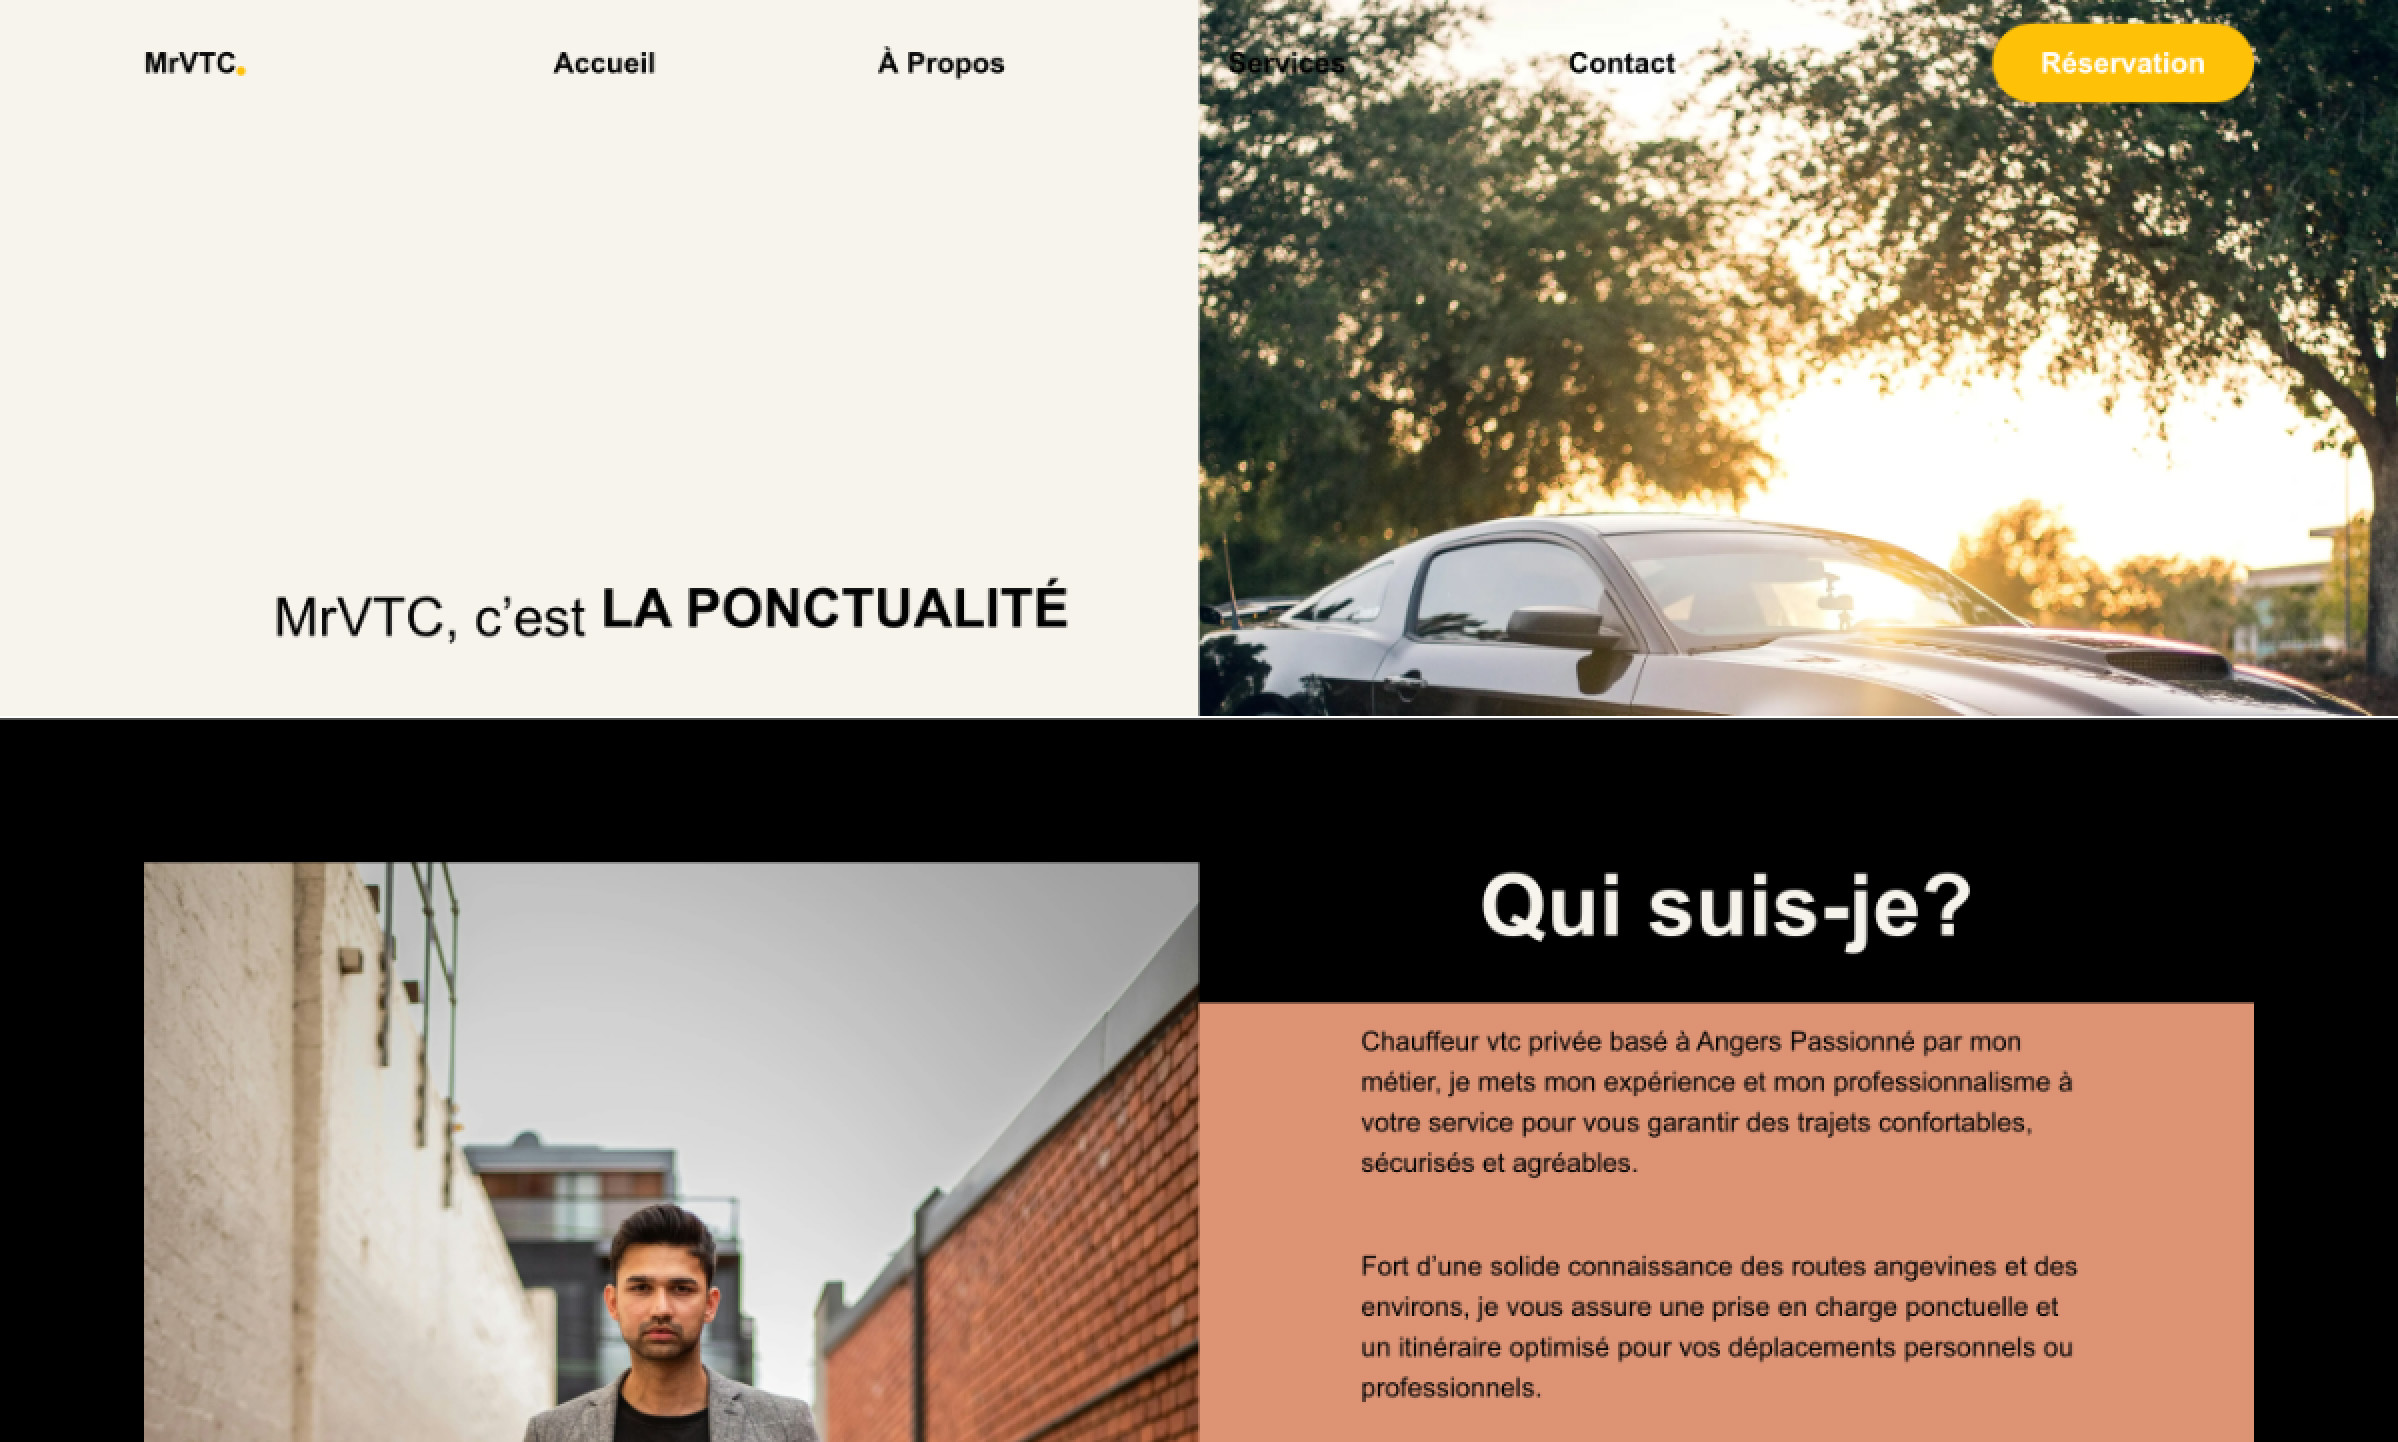 MrVTC.
Accueil
À Propos
Services
Contact
Réservation
MrVTC, c’est LA PONCTUALITÉ
Qui suis-je?
Chauffeur vtc privée basé à Angers Passionné par mon
métier, je mets mon expérience et mon professionnalisme à
votre service pour vous garantir des trajets confortables,
sécurisés et agréables.
Fort d’une solide connaissance des routes angevines et des
environs, je vous assure une prise en charge ponctuelle et
un itinéraire optimisé pour vos déplacements personnels ou
professionnels.